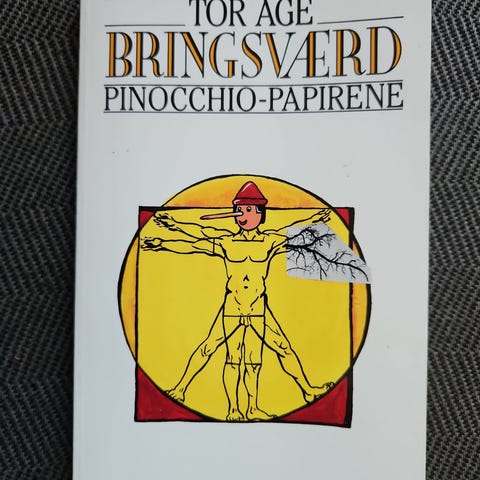 TOR ÅGE
BRINGSVÆRD
PINOCCHIO-PAPIRENE